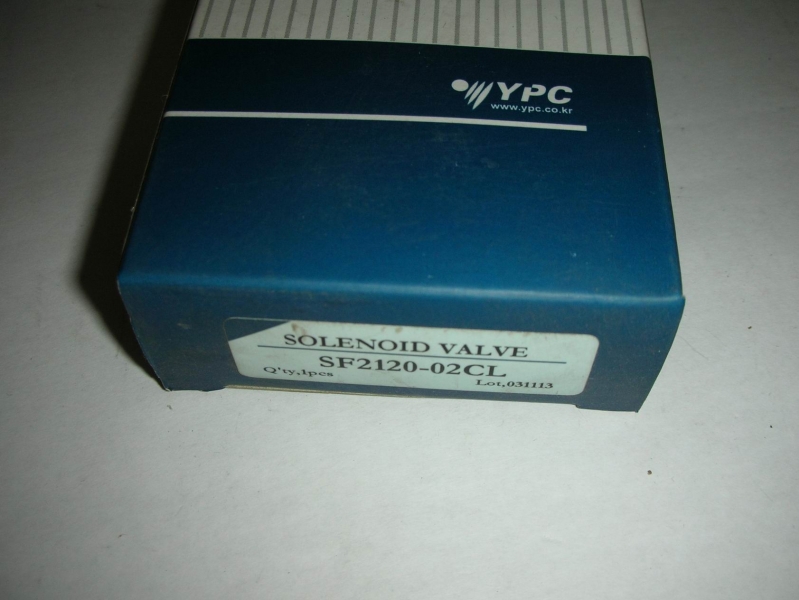 YPC
www.ypc.co.kr
SOLENOID VALVE
SF2120-02CL
Q'ty,1pcs
Lot,031113